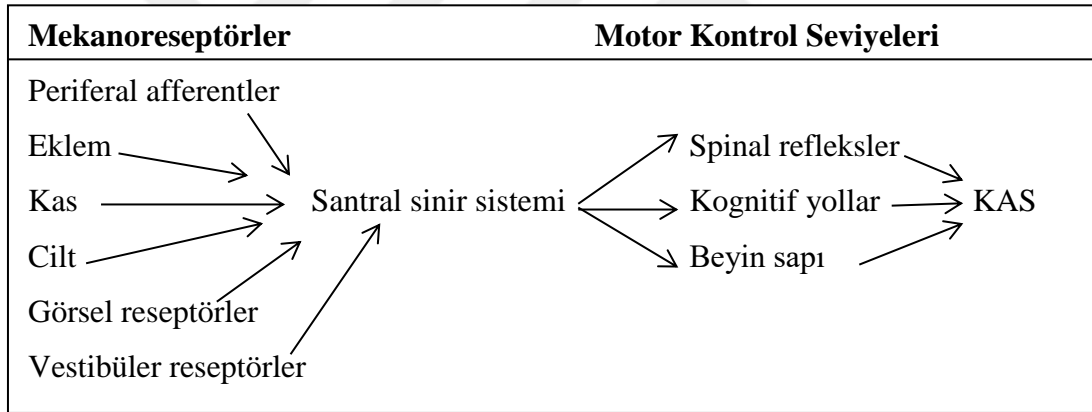 Mekanoreseptörler Motor Kontrol Seviyeleri
Periferal afferentler
Eklem Spinal refleksler
Kas Santral sinir sistemi Kognitif yollar KAS
Cilt Beyin sapı
Görsel reseptörler
Vestibüler reseptörler